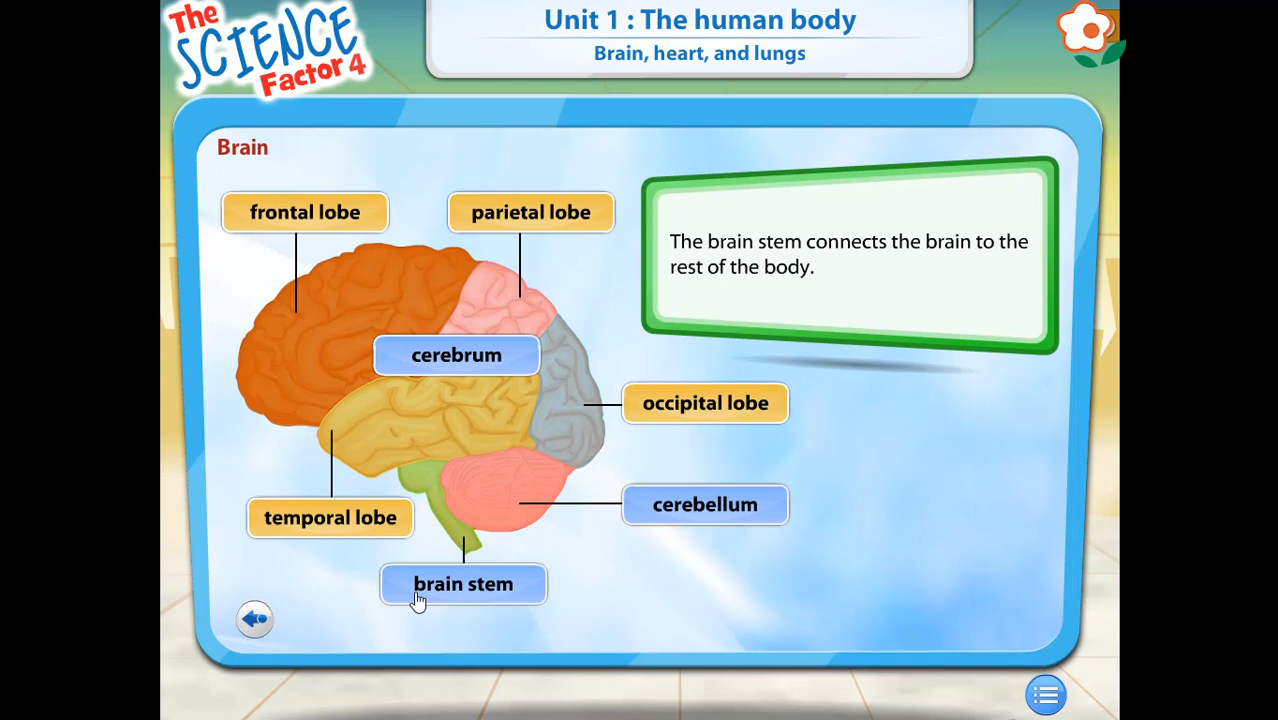 The
SCIENCE
Factor 4
Unit 1 : The human body
Brain, heart, and lungs
Brain
frontal lobe
parietal lobe
The brain stem connects the brain to the
rest of the body.
cerebrum
occipital lobe
cerebellum
temporal lobe
brain stem